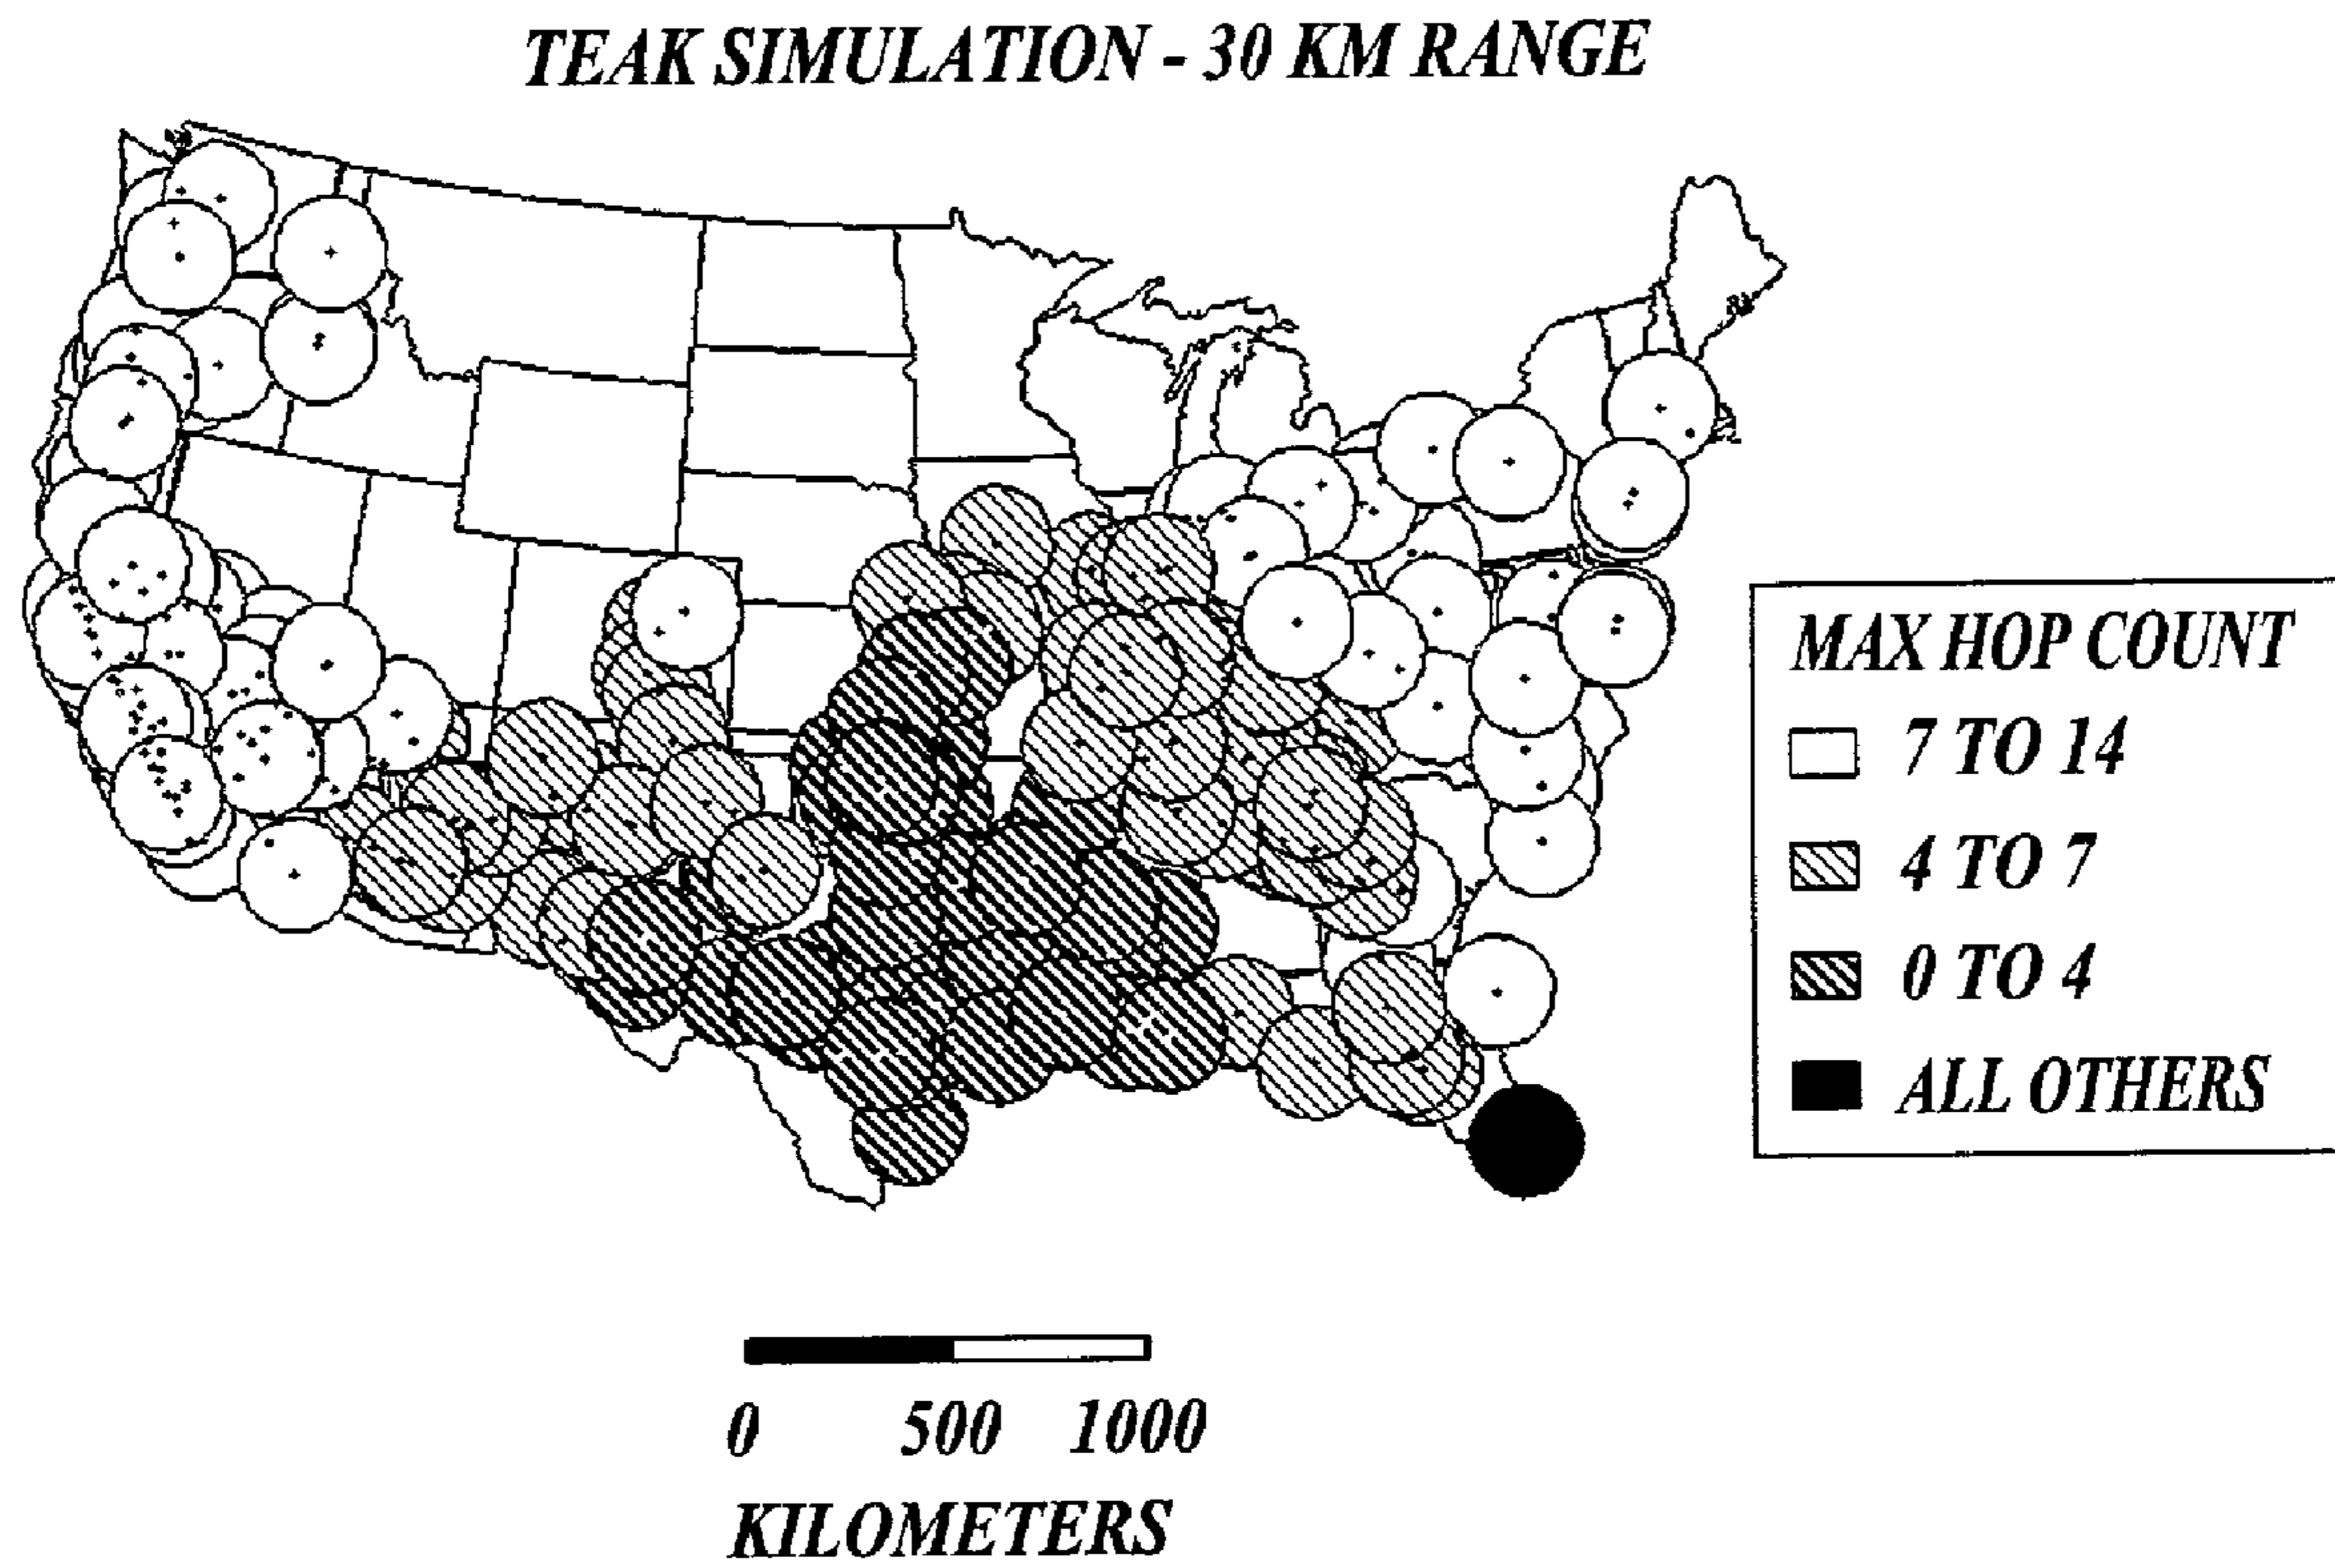 TEAK SIMULATION - 30 KM RANGE
MAX HOP COUNT
7 TO 14
4 TO 7
0 TO 4
ALL OTHERS
0 500 1000
KILOMETERS